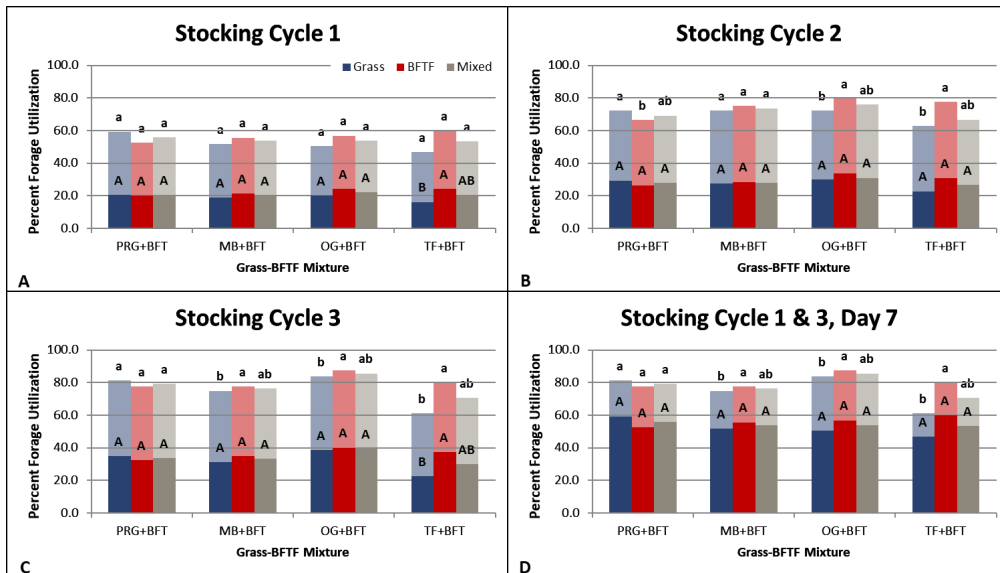 Stocking Cycle 1
Percent Forage Utilization
100.0
80.0
60.0
40.0
20.0
0.0
Grass BFTF Mixed
a a a a a a a a a a a a
A A A A A A A A A B A AB
PRG+BFT MB+BFT OG+BFT TF+BFT
Grass-BFTF Mixture
A
Stocking Cycle 2
Percent Forage Utilization
100.0
80.0
60.0
40.0
20.0
0.0
a b ab a a a b a ab b a ab
A A A A A A A A A A A A
PRG+BFT MB+BFT OG+BFT TF+BFT
Grass-BFTF Mixture
B
Stocking Cycle 3
Percent Forage Utilization
100.0
80.0
60.0
40.0
20.0
0.0
a a a b a ab b a ab b a ab
A A A A A A A A A B A AB
PRG+BFT MB+BFT OG+BFT TF+BFT
Grass-BFTF Mixture
C
Stocking Cycle 1 & 3, Day 7
Percent Forage Utilization
100.0
80.0
60.0
40.0
20.0
0.0
a a a b a ab b a ab b a ab
A A A A A A A A A A A A
PRG+BFT MB+BFT OG+BFT TF+BFT
Grass-BFTF Mixture
D